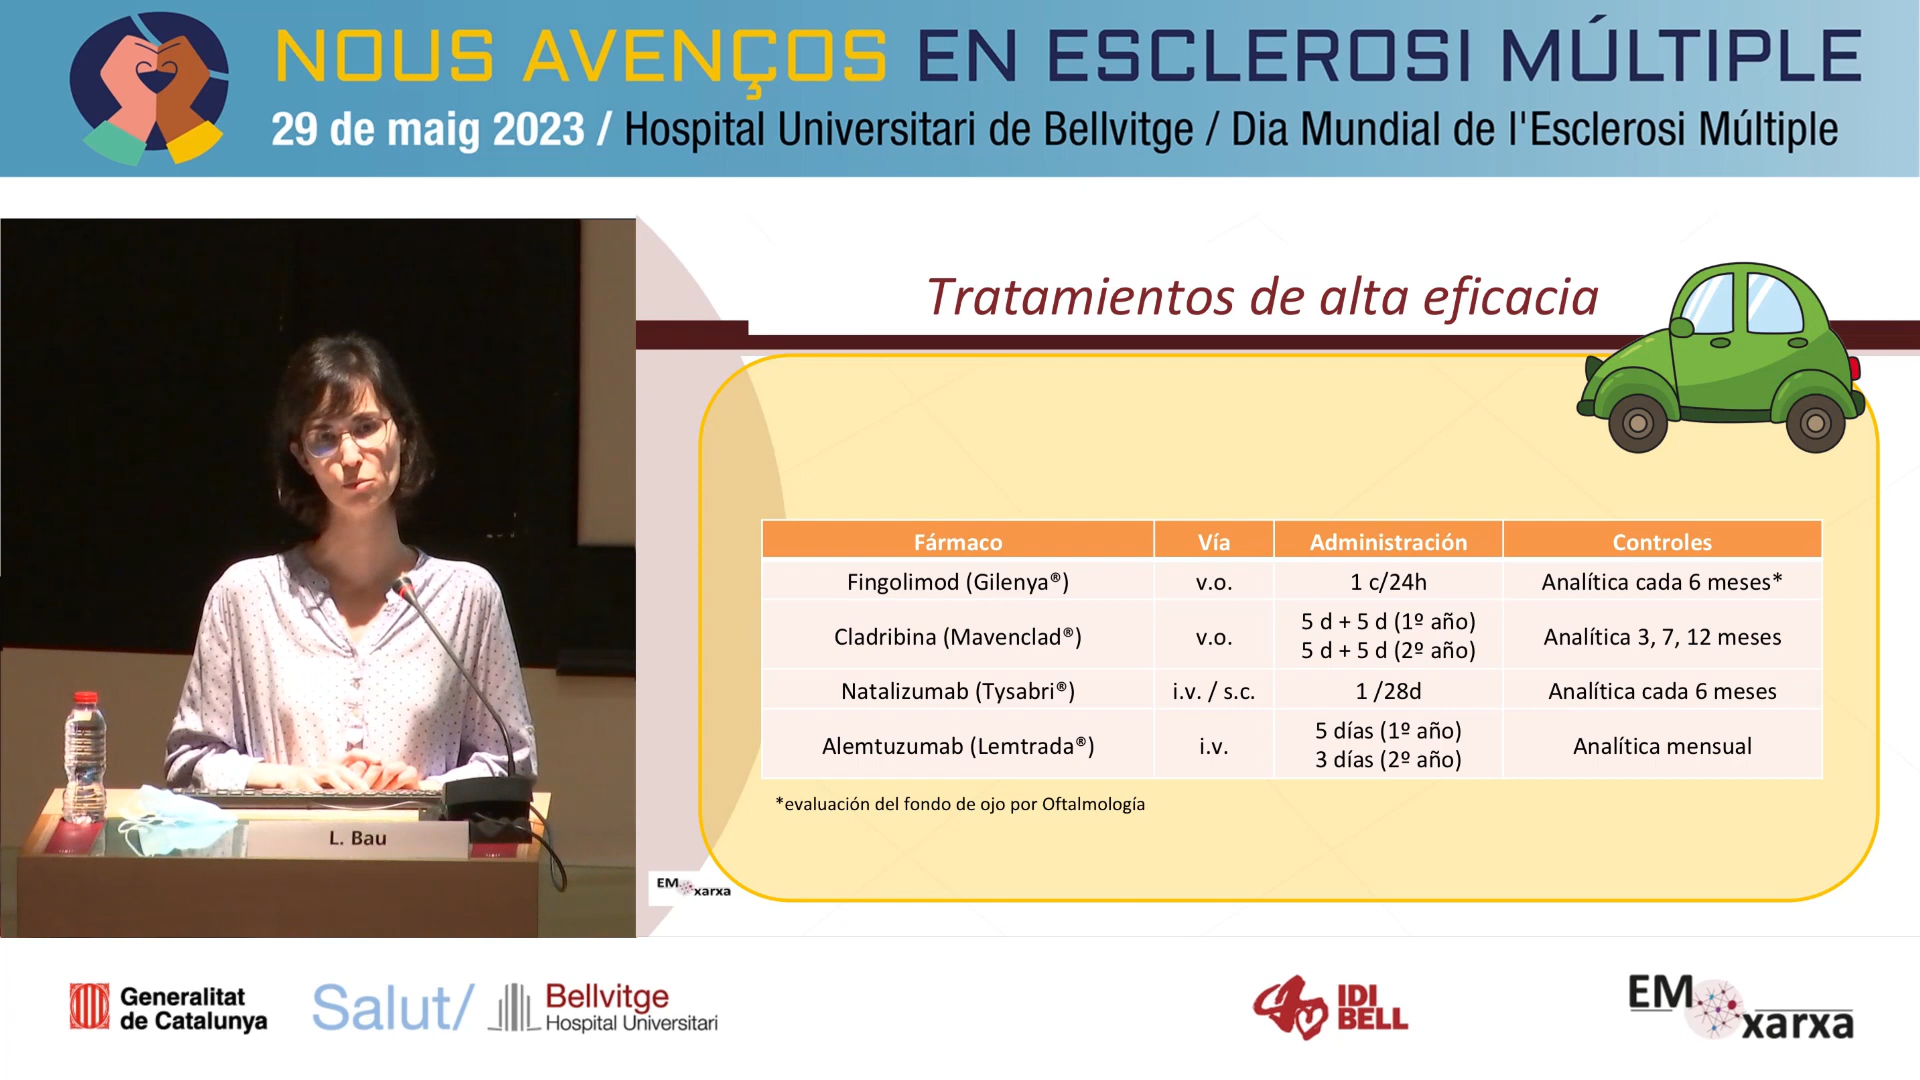 NOUS AVENÇOS EN ESCLEROSI MÚLTIPLE
29 de maig 2023 / Hospital Universitari de Bellvitge / Dia Mundial de l'Esclerosi Múltiple
Tratamientos de alta eficacia
Fármaco Vía Administración Controles
Fingolimod (Gilenya®) v.o. 1 c/24h Analítica cada 6 meses*
Cladribina (Mavenclad®) v.o. 5 d + 5 d (1º año) Analítica 3, 7, 12 meses
5 d + 5 d (2º año)
Natalizumab (Tysabri®) i.v. / s.c. 1 /28d Analítica cada 6 meses
Alemtuzumab (Lemtrada®) i.v. 5 días (1º año) Analítica mensual
3 días (2º año)
*evaluación del fondo de ojo por Oftalmología
L. Bau
EM xarxa
Generalitat
de Catalunya
Salut/
Bellvitge
Hospital Universitari
IDI
BELL
EM
xarxa